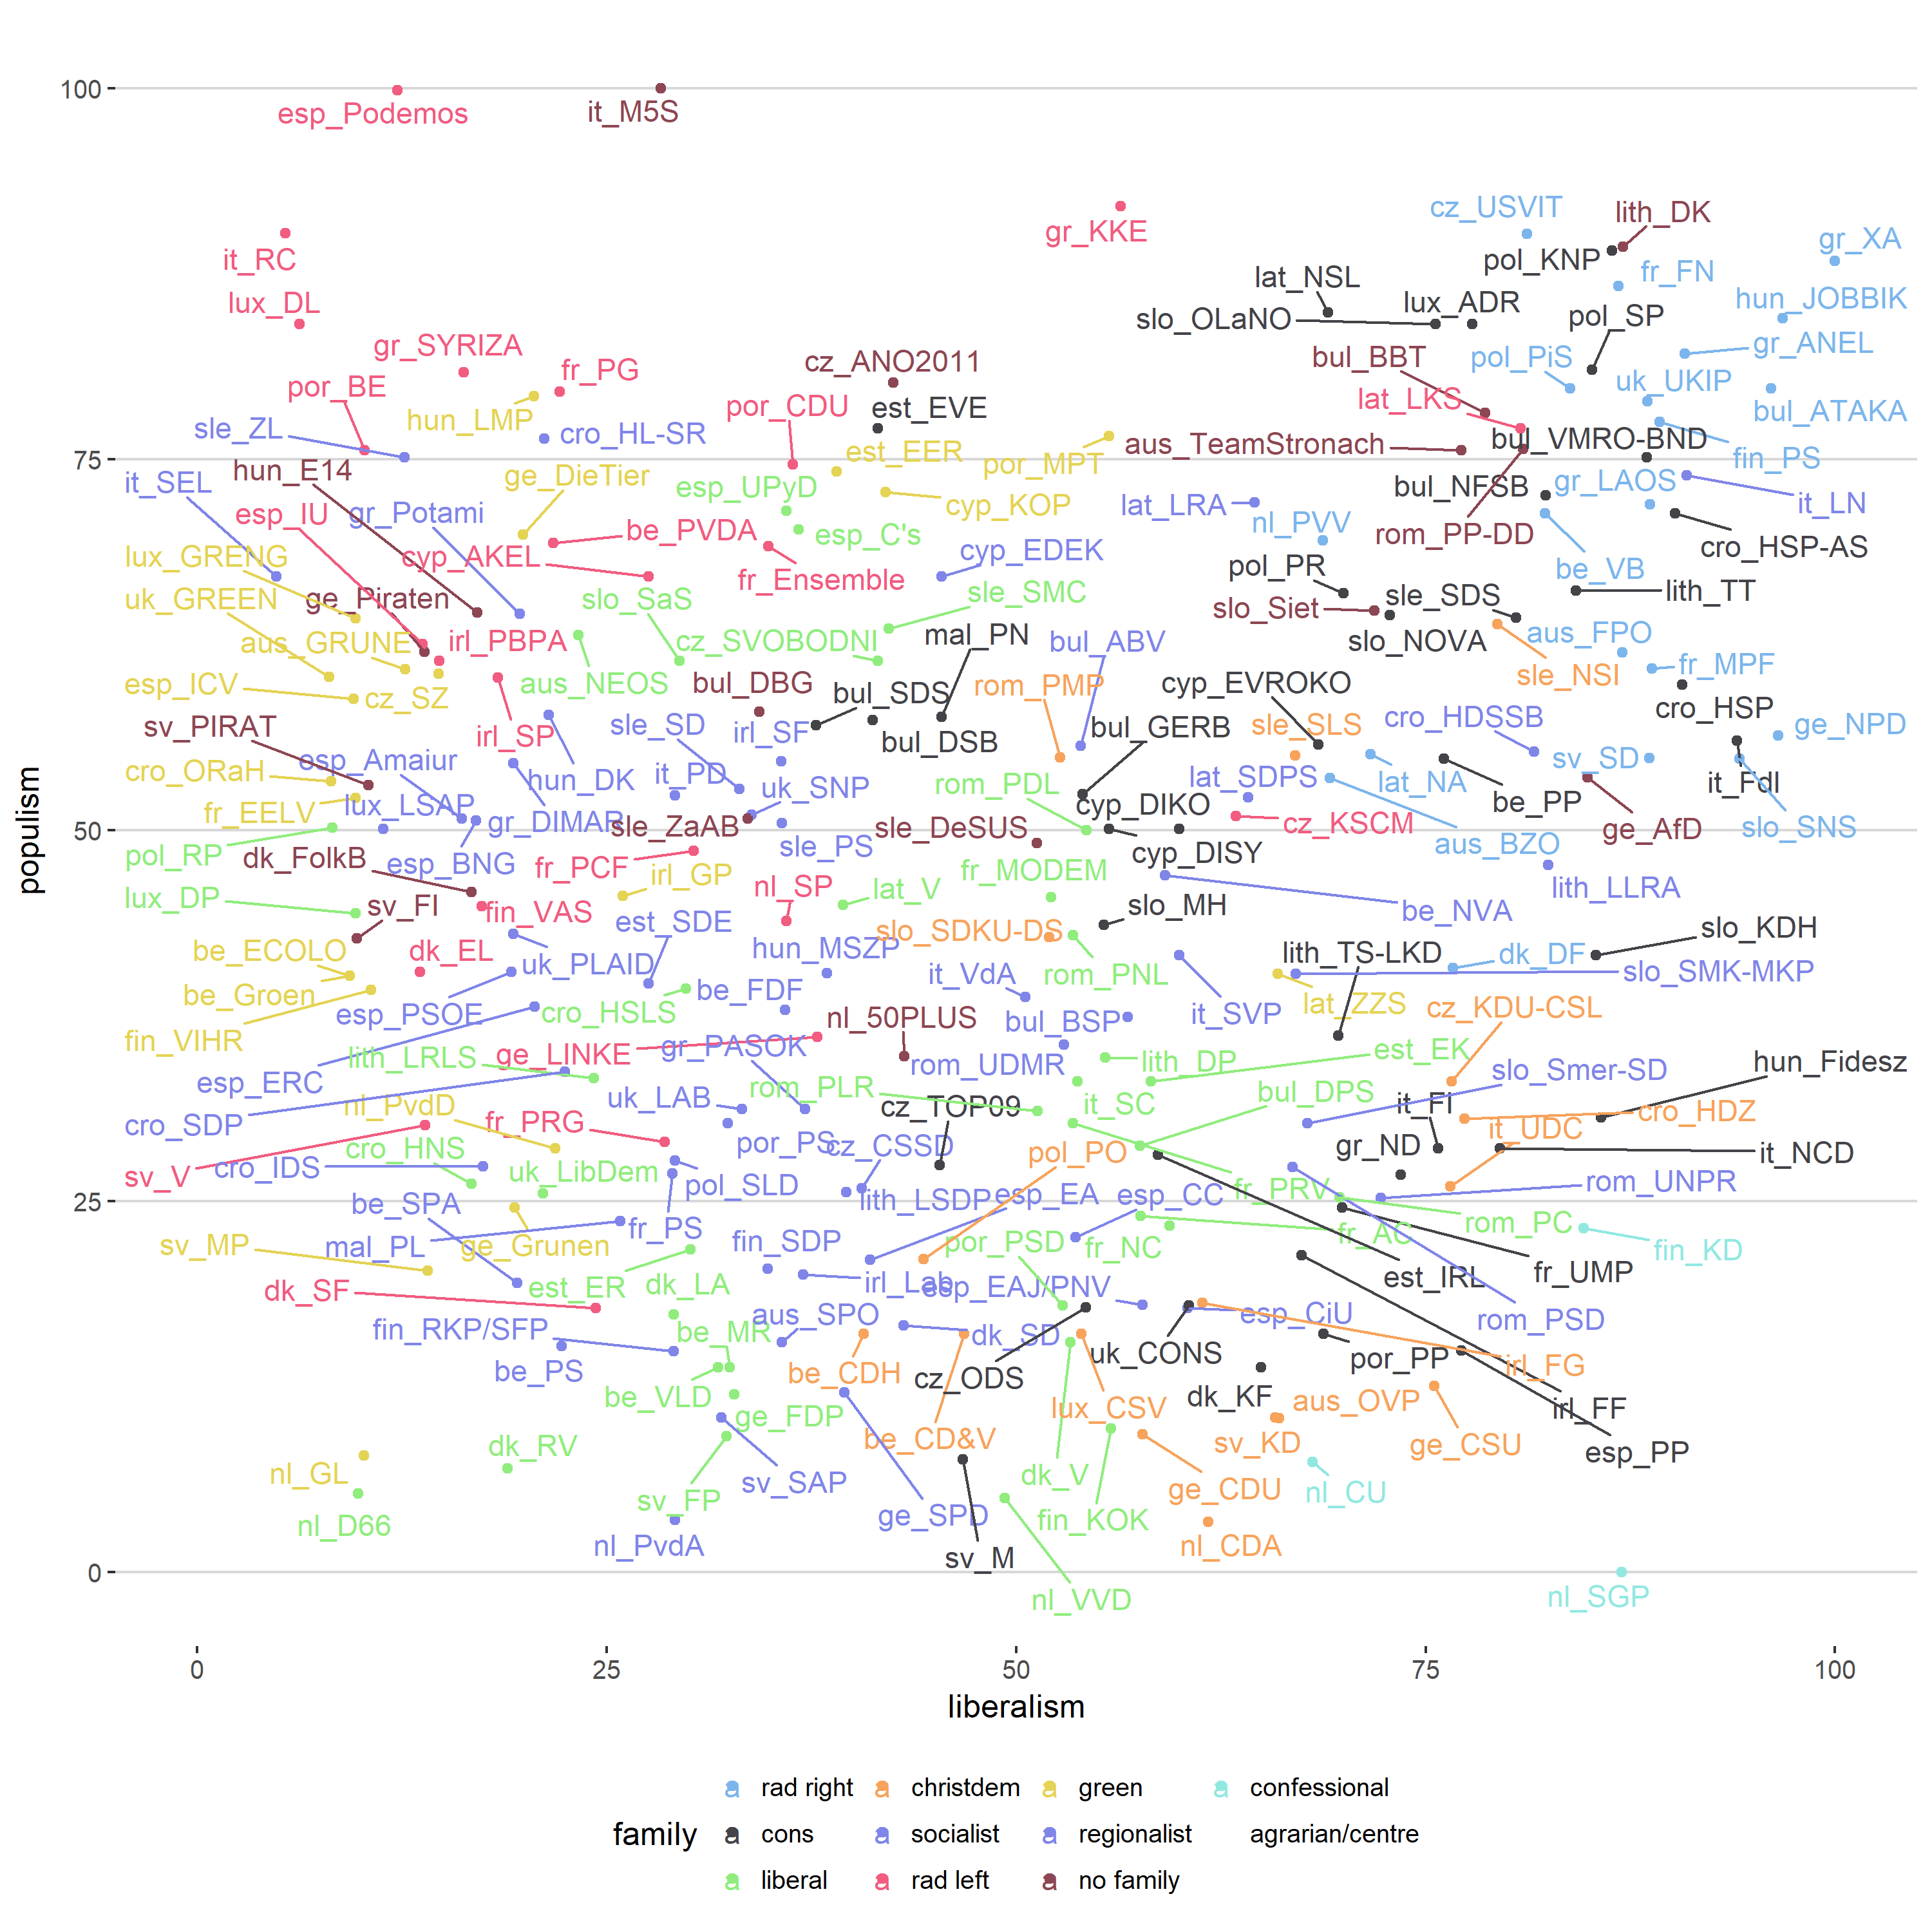 100
esp_Podemos
it_M5S
cz_USVIT
lith_DK
gr_KKE
gr_XA
it_RC
pol_KNP
fr_FN
lat_NSL
lux_DL
lux_ADR
hun_JOBBIK
slo_OLaNO
pol_SP
gr_SYRIZA
gr_ANEL
cz_ANO2011
bul_BBT
pol_PiS
fr_PG
por_BE
uk_UKIP
lat_LKS
por_CDU
est_EVE
bul_ATAKA
hun_LMP
sle_ZL
cro_HL-SR
bul_VMRO-BND
aus_TeamStronach
est_EER
por_MPT
fin_PS
75
hun_E14
ge_DieTier
it_SEL
esp_UPyD
bul_NFSB
gr_LAOS
cyp_KOP
lat_LRA
it_LN
esp_IU
gr_Potami
nl_PVV
be_PVDA
esp_C's
rom_PP-DD
cro_HSP-AS
lux_GRENG
cyp_AKEL
cyp_EDEK
pol_PR
be_VB
fr_Ensemble
lith_TT
uk_GREEN
ge_Piraten
slo_SaS
sle_SMC
sle_SDS
slo_Siet
aus_GRUNE
irl_PBPA
cz_SVOBODNI
mal_PN
bul_ABV
slo_NOVA
aus_FPO
fr_MPF
esp_ICV
cz_SZ
aus_NEOS
bul_DBG
bul_SDS
rom_PMP
cyp_EVROKO
sle_NSI
cro_HSP
sv_PIRAT
irl_SP
sle_SD
irl_SF
bul_DSB
bul_GERB
sle_SLS
cro_HDSSB
ge_NPD
esp_Amaiur
cro_ORaH
hun_DK
it_PD
uk_SNP
rom_PDL
lat_SDPS
lat_NA
sv_SD
it_FdI
fr_EELV
lux_LSAP
gr_DIMAR
sle_ZaAB
sle_DeSUS
cyp_DIKO
be_PP
cz_KSCM
ge_AfD
slo_SNS
50
pol_RP
dk_FolkB
esp_BNG
fr_PCF
sle_PS
fr_MODEM
cyp_DISY
aus_BZO
lux_DP
sv_FI
fin_VAS
irl_GP
nl_SP
lat_V
lith_LLRA
slo_MH
be_NVA
est_SDE
slo_SDKU-DS
slo_KDH
be_ECOLO
dk_EL
hun_MSZP
lith_TS-LKD
dk_DF
uk_PLAID
it_VdA
rom_PNL
slo_SMK-MKP
be_Groen
be_FDF
lat_ZZS
cz_KDU-CSL
esp_PSOE
cro_HSLS
nl_50PLUS
bul_BSP
it_SVP
fin_VIHR
lith_LRLS
ge_LINKE
gr_PASOK
rom_UDMR
lith_DP
est_EK
hun_Fidesz
esp_ERC
uk_LAB
rom_PLR
bul_DPS
slo_Smer-SD
nl_PvdD
cz_TOP09
it_SC
it_FI
cro_HDZ
cro_SDP
fr_PRG
it_UDC
cro_HNS
por_PS
cz_CSSD
pol_PO
gr_ND
it_NCD
sv_V
cro_IDS
uk_LibDem
pol_SLD
lith_LSDP
esp_EA
esp_CC
fr_PRV
rom_UNPR
25
be_SPA
fr_PS
rom_PC
sv_MP
mal_PL
ge_Grunen
fin_SDP
por_PSD
fr_NC
fr_AC
fin_KD
est_IRL
fr_UMP
dk_SF
est_ER
dk_LA
irl_Lab
esp_EAJ/PNV
esp_CiU
rom_PSD
fin_RKP/SFP
be_MR
aus_SPO
dk_SD
uk_CONS
por_PP
irl_FG
be_PS
be_CDH
cz_ODS
be_VLD
dk_KF
aus_OVP
lux_CSV
irl_FF
ge_FDP
be_CD&V
sv_KD
ge_CSU
esp_PP
dk_RV
nl_GL
sv_SAP
dk_V
ge_CDU
nl_CU
sv_FP
ge_SPD
fin_KOK
nl_D66
nl_PvdA
sv_M
nl_CDA
0
nl_VVD
nl_SGP
populism
0 25 50 75 100
liberalism
family
a rad right a christdem a green a confessional
a cons a socialist a regionalist agrarian/centre
a liberal a rad left a no family